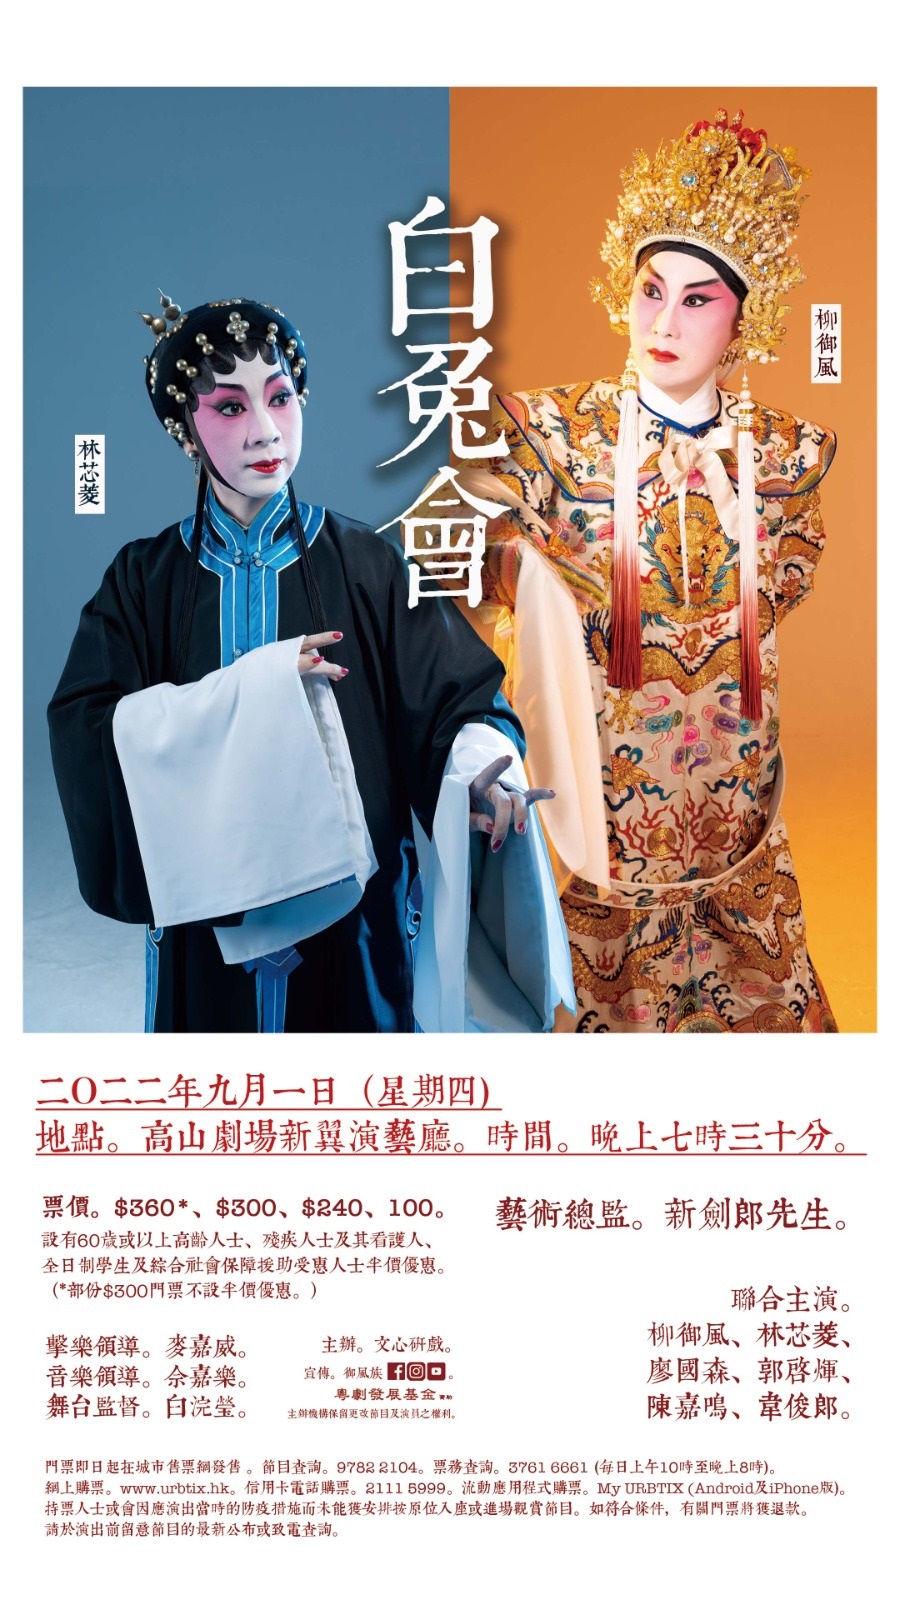 白兔會
柳御風
林芯菱
二〇二二年九月一日（星期四）
地點。高山劇場新翼演藝廳。時間。晚上七時三十分。
票價。$360*、$300、$240、100。
設有60歲或以上高齡人士、殘疾人士及其看護人、
全日制學生及綜合社會保障援助受惠人士半價優惠。
（*部份$300門票不設半價優惠。）
藝術總監。新劍郎先生。
聯合主演。
柳御風、林芯菱、
廖國森、郭啓煇、
陳嘉鳴、韋俊郎。
擊樂領導。麥嘉威。
音樂領導。佘嘉樂。
舞台監督。白浣瑩。
主辦。文心研戲。
宣傳。御風族
粵劇發展基金 資助
主辦機構保留更改節目及演員之權利。
門票即日起在城市售票網發售 。節目查詢。9782 2104。票務查詢。3761 6661 (每日上午10時至晚上8時)。
網上購票。www.urbtix.hk。信用卡電話購票。2111 5999。流動應用程式購票。My URBTIX (Android及iPhone版)。
持票人士或會因應演出當時的防疫措施而未能獲安排按原位入座或進場觀賞節目。如符合條件，有關門票將獲退款。
請於演出前留意節目的最新公布或致電查詢。